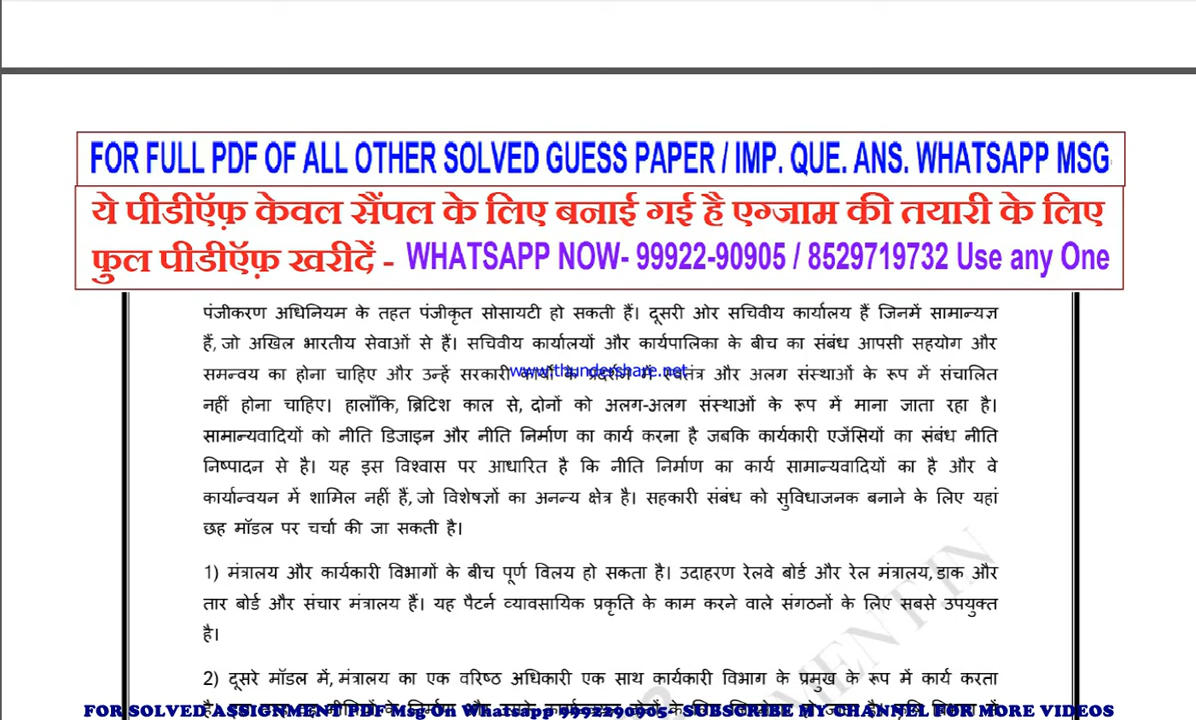 FOR FULL PDF OF ALL OTHER SOLVED GUESS PAPER / IMP. QUE. ANS. WHATSAPP MSG
ये पीडीऍफ़ केवल सैंपल के लिए बनाई गई है एग्जाम की तयारी के लिए
फुल पीडीऍफ़ खरीदें - WHATSAPP NOW- 99922-90905 / 8529719732 Use any One
पंजीकरण अधिनियम के तहत पंजीकृत सोसायटी हो सकती हैं। दूसरी ओर सचिवीय कार्यालय हैं जिनमें सामान्यज्ञ
हैं, जो अखिल भारतीय सेवाओं से हैं। सचिवीय कार्यालयों और कार्यपालिका के बीच का संबंध आपसी सहयोग और
समन्वय का होना चाहिए और उन्हें सरकारी कार्यों के प्रदर्शन में स्वतंत्र और अलग संस्थाओं के रूप में संचालित
www.thundershare.net
नहीं होना चाहिए। हालाँकि, ब्रिटिश काल से, दोनों को अलग-अलग संस्थाओं के रूप में माना जाता रहा है।
सामान्यवादियों को नीति डिजाइन और नीति निर्माण का कार्य करना है जबकि कार्यकारी एजेंसियों का संबंध नीति
निष्पादन से है। यह इस विश्वास पर आधारित है कि नीति निर्माण का कार्य सामान्यवादियों का है और वे
कार्यान्वयन में शामिल नहीं हैं, जो विशेषज्ञों का अनन्य क्षेत्र है। सहकारी संबंध को सुविधाजनक बनाने के लिए यहां
छह मॉडल पर चर्चा की जा सकती है।
1) मंत्रालय और कार्यकारी विभागों के बीच पूर्ण विलय हो सकता है। उदाहरण रेलवे बोर्ड और रेल मंत्रालय, डाक और
तार बोर्ड और संचार मंत्रालय हैं। यह पैटर्न व्यावसायिक प्रकृति के काम करने वाले संगठनों के लिए सबसे उपयुक्त
है।
2) दूसरे मॉडल में, मंत्रालय का एक वरिष्ठ अधिकारी एक साथ कार्यकारी विभाग के प्रमुख के रूप में कार्य करता
FOR SOLVED ASSIGNMENT PDF Msg On Whatsapp 9992290905- SUBSCRIBE MY CHANNEL FOR MORE VIDEOS